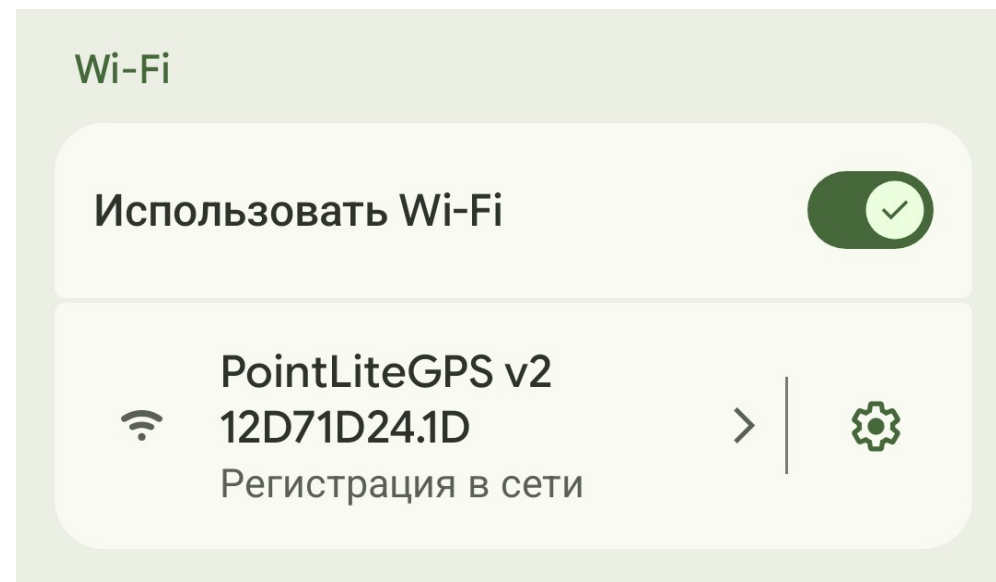 Wi-Fi
Использовать Wi-Fi
PointLiteGPS v2
12D71D24.1D
Регистрация в сети